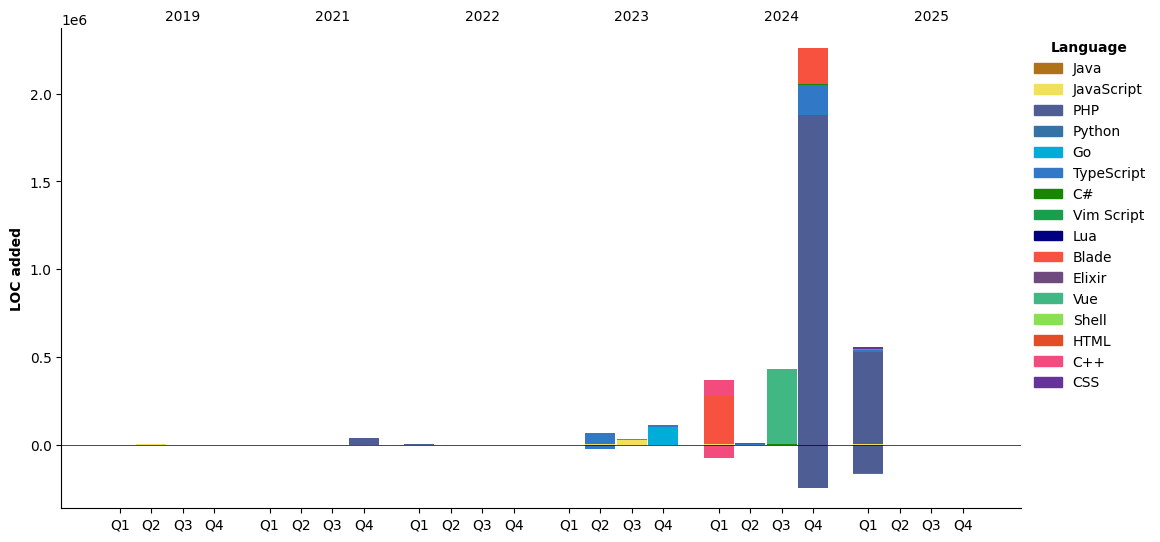 1e6
2019 2021 2022 2023 2024 2025
LOC added
2.0
1.5
1.0
0.5
0.0
Q1 Q2 Q3 Q4 Q1 Q2 Q3 Q4 Q1 Q2 Q3 Q4 Q1 Q2 Q3 Q4 Q1 Q2 Q3 Q4 Q1 Q2 Q3 Q4
Language
Java
JavaScript
PHP
Python
Go
TypeScript
C#
Vim Script
Lua
Blade
Elixir
Vue
Shell
HTML
C++
CSS